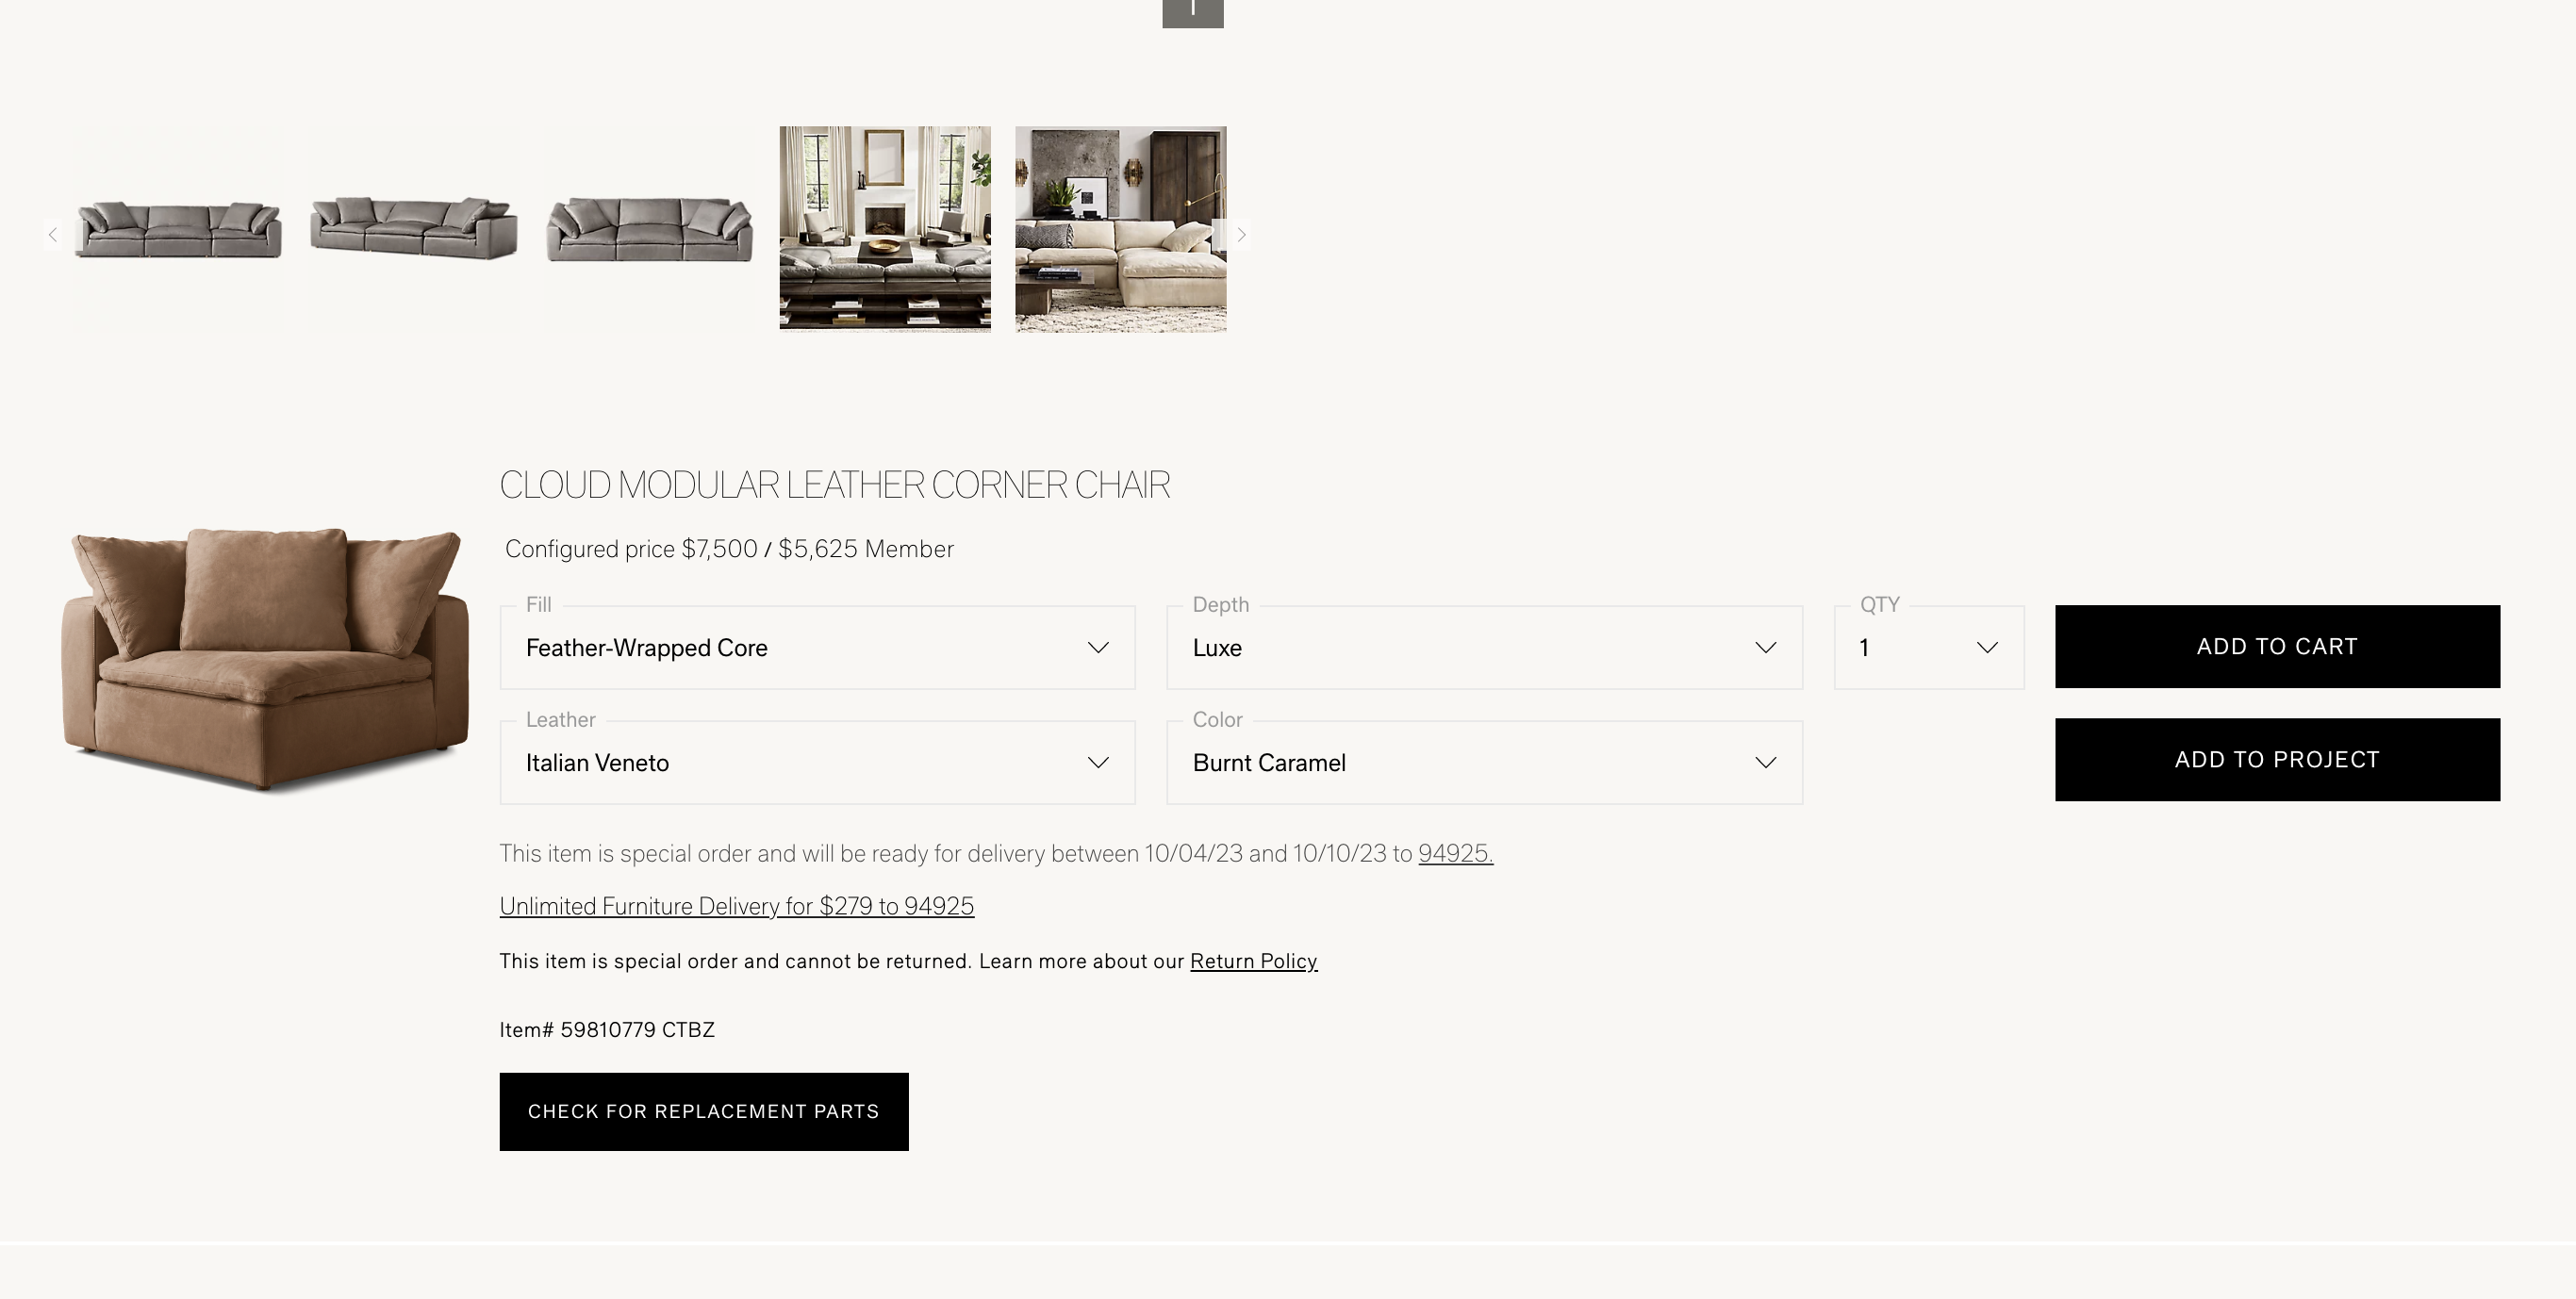 CLOUD MODULAR LEATHER CORNER CHAIR
Configured price $7,500 / $5,625 Member
Fill
Feather-Wrapped Core
Depth
Luxe
QTY
1
ADD TO CART
Leather
Italian Veneto
Color
Burnt Caramel
ADD TO PROJECT
This item is special order and will be ready for delivery between 10/04/23 and 10/10/23 to 94925.
Unlimited Furniture Delivery for $279 to 94925
This item is special order and cannot be returned. Learn more about our Return Policy
Item# 59810779 CTBZ
CHECK FOR REPLACEMENT PARTS